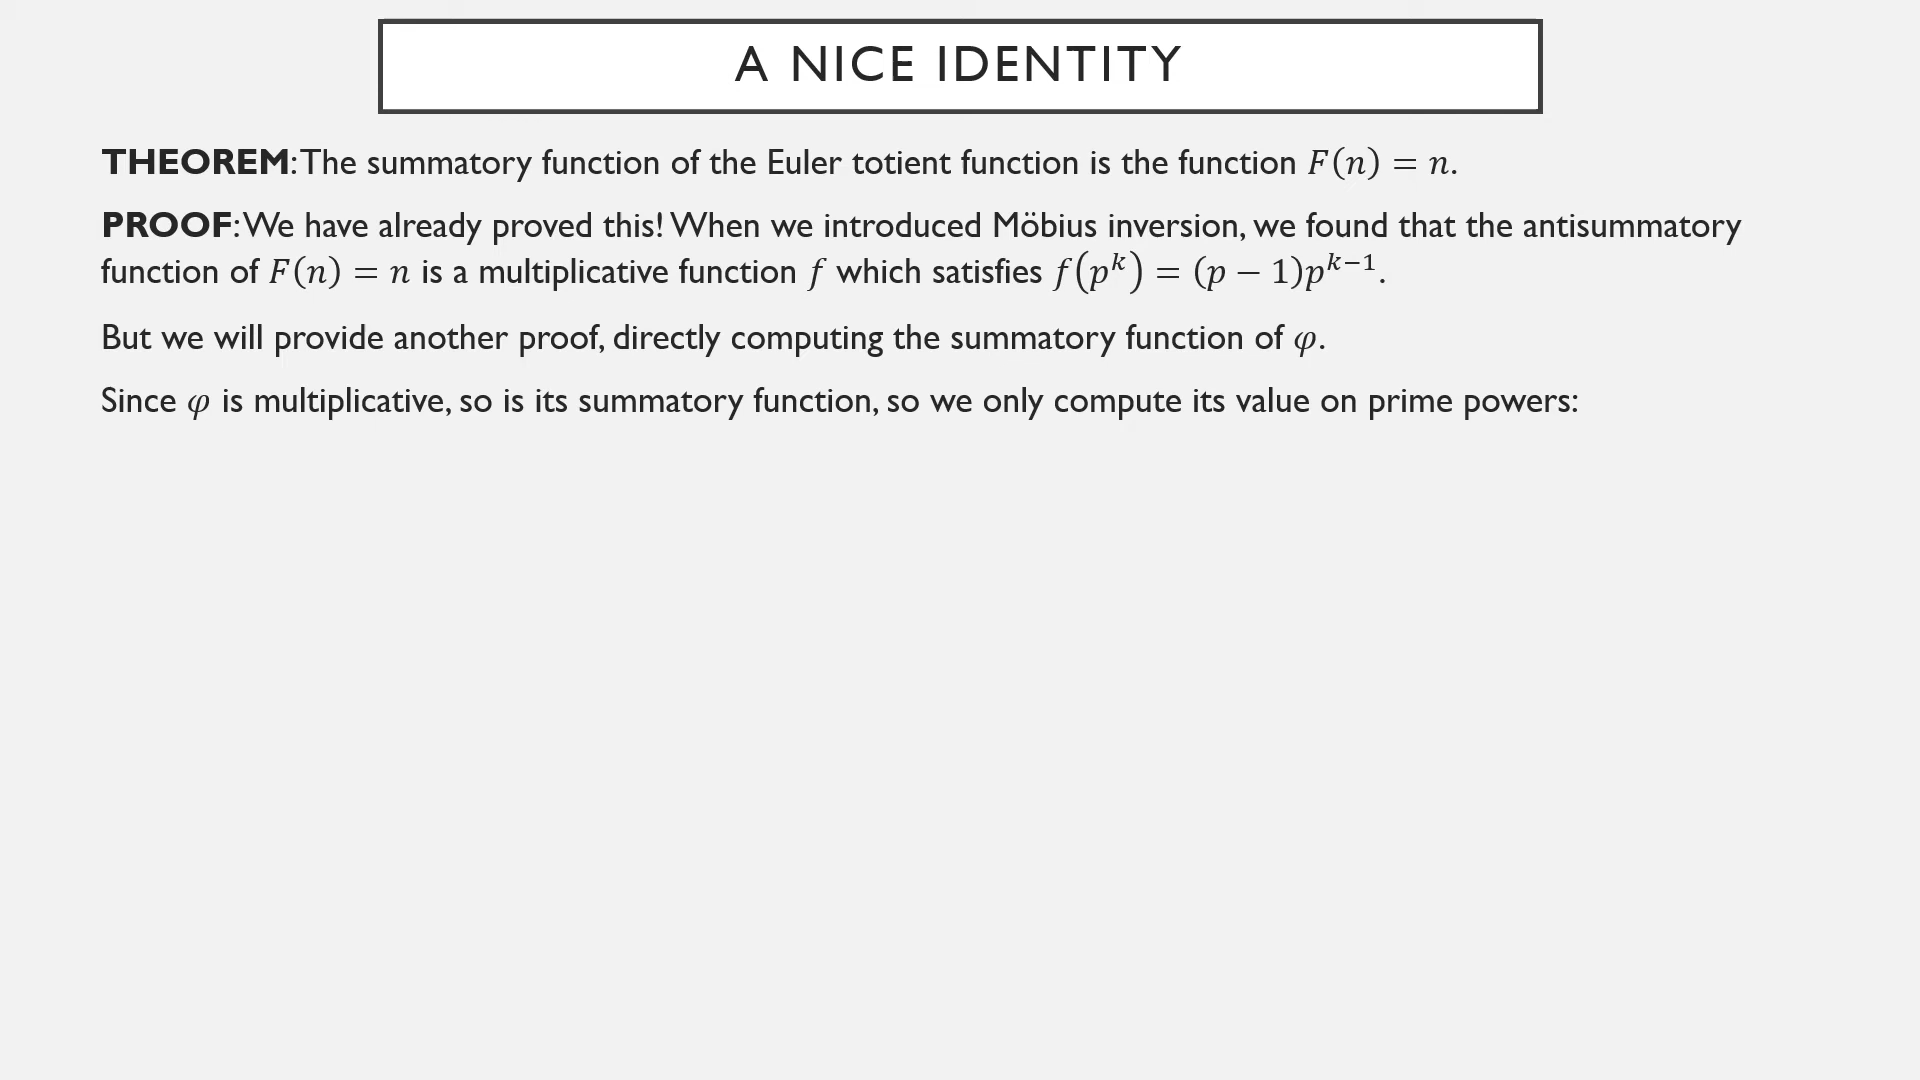 A NICE IDENTITY
THEOREM: The summatory function of the Euler totient function is the function 𝐹(𝑛) = 𝑛.
PROOF: We have already proved this! When we introduced Möbius inversion, we found that the antisummatory
function of 𝐹(𝑛) = 𝑛 is a multiplicative function 𝑓 which satisfies 𝑓(𝑝^𝑘) = (𝑝 − 1)𝑝^{𝑘−1}.
But we will provide another proof, directly computing the summatory function of 𝜑.
Since 𝜑 is multiplicative, so is its summatory function, so we only compute its value on prime powers: